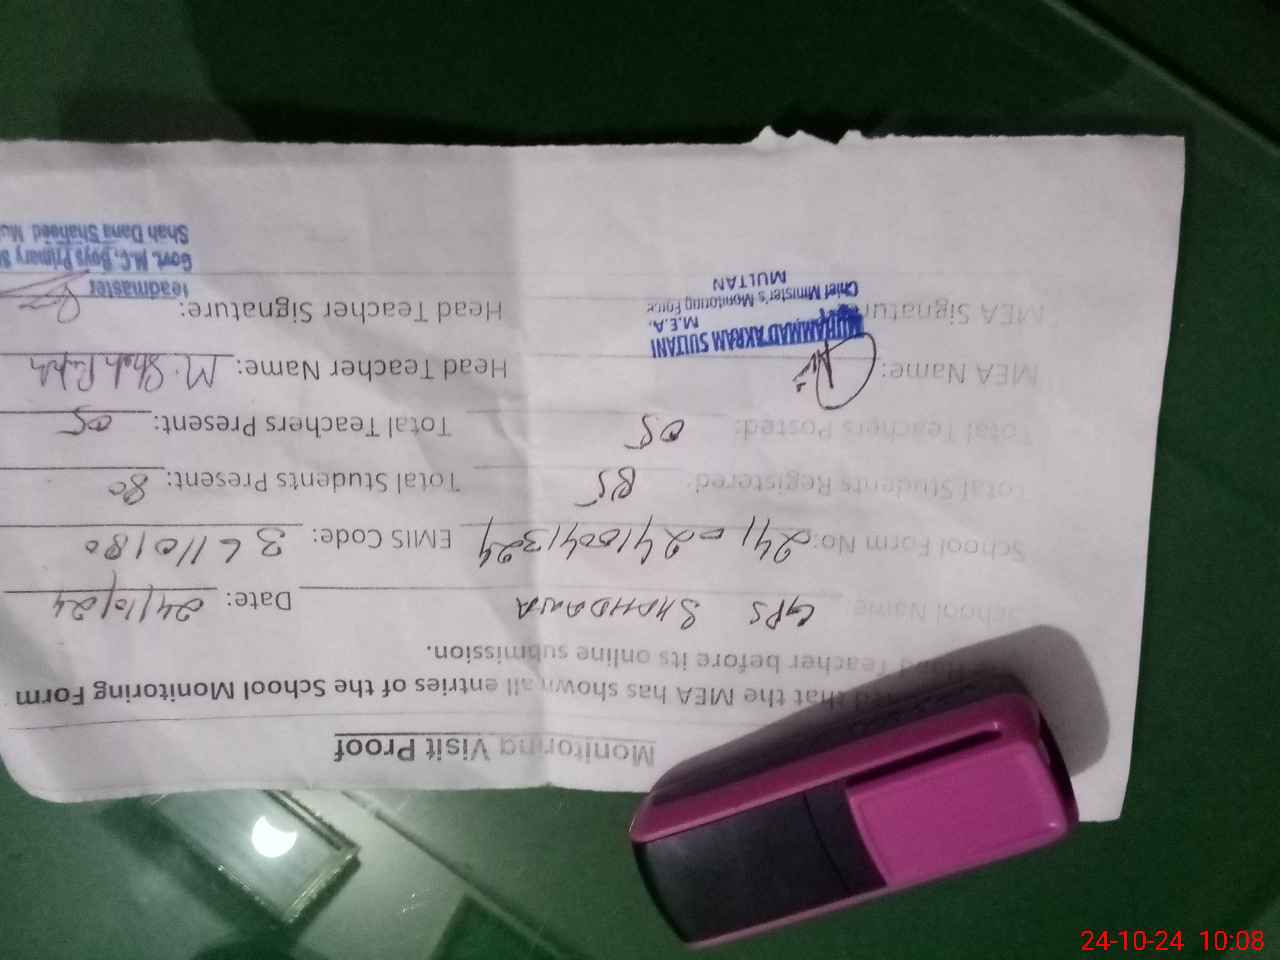 Monitoring Visit Proof
that the MEA has shown all entries of the School Monitoring Form
Teacher before its online submission.
School Name GPS SHAHDANA Date: 24/10/24
School Form No: 241-0241004/324 EMIS Code: 36110180
Total Students Registered: 85 Total Students Present: 80
Total Teachers Posted: 05 Total Teachers Present: 05
MEA Name: Head Teacher Name: M. Shah
MEA Signature Head Teacher Signature:
MUHAMMAD AKRAM SULTANI
M.E.A.
Chief Minister's Monitoring Force
MULTAN
Headmaster
Govt. M.C. Boys Primary
Shah Dana Shaheed
24-10-24 10:08